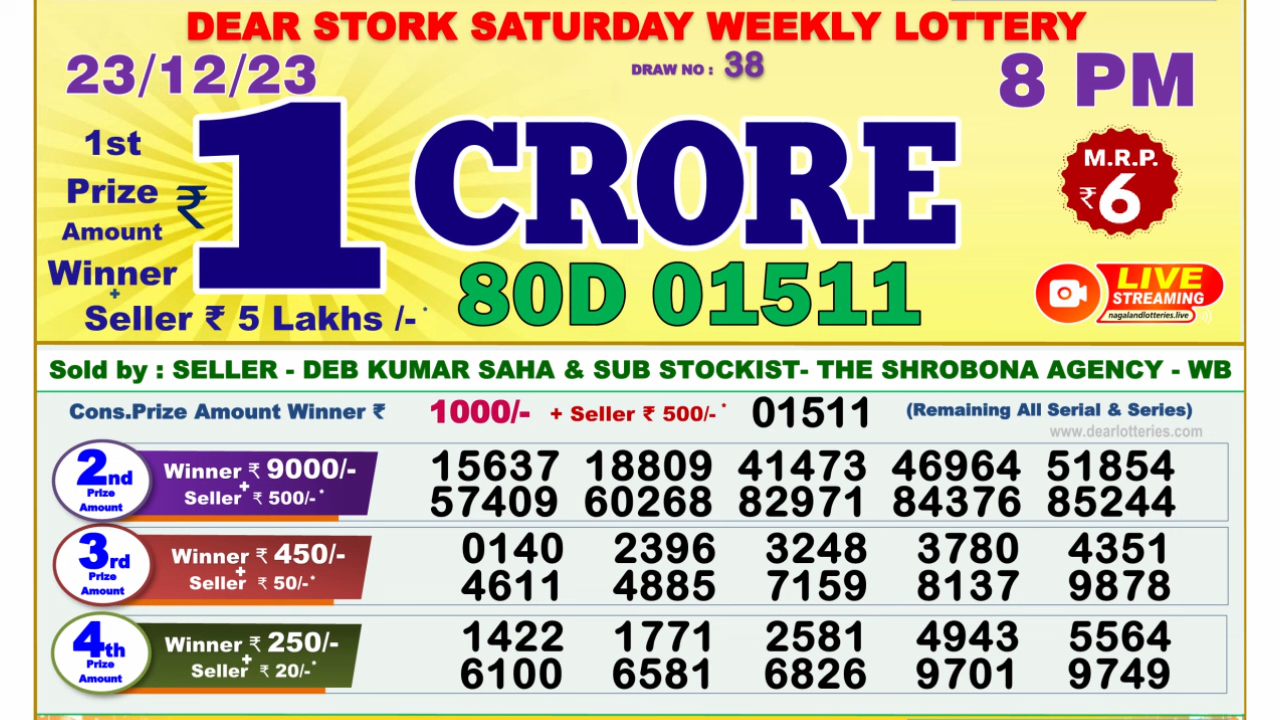 DEAR STORK SATURDAY WEEKLY LOTTERY
23/12/23
DRAW NO : 38
8 PM
1st
Prize
Amount
Winner
+
Seller ₹ 5 Lakhs /-*
₹ 1 CRORE
80D 01511
M.R.P.
₹6
LIVE
STREAMING
nagalandlotteries.live
Sold by : SELLER - DEB KUMAR SAHA & SUB STOCKIST- THE SHROBONA AGENCY - WB
Cons.Prize Amount Winner ₹ 1000/- + Seller ₹ 500/-* 01511 (Remaining All Serial & Series)
www.dearlotteries.com
2nd
Prize
Amount
Winner ₹ 9000/-
+
Seller ₹ 500/-*
15637 18809 41473 46964 51854
57409 60268 82971 84376 85244
3rd
Prize
Amount
Winner ₹ 450/-
+
Seller ₹ 50/-*
0140 2396 3248 3780 4351
4611 4885 7159 8137 9878
4th
Prize
Amount
Winner ₹ 250/-
+
Seller ₹ 20/-*
1422 1771 2581 4943 5564
6100 6581 6826 9701 9749